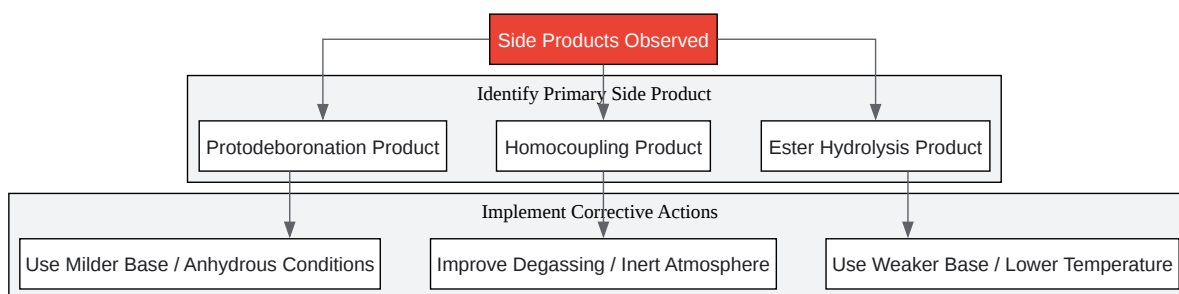 Side Products Observed
Identify Primary Side Product
Protodeboronation Product
Homocoupling Product
Ester Hydrolysis Product
Implement Corrective Actions
Use Milder Base / Anhydrous Conditions
Improve Degassing / Inert Atmosphere
Use Weaker Base / Lower Temperature